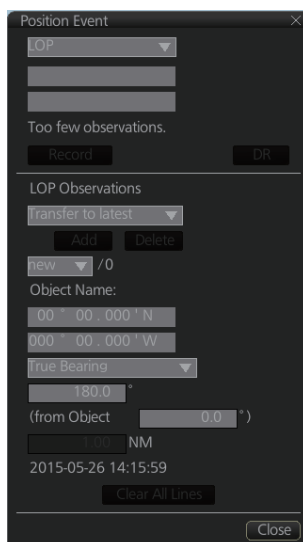 Position Event ×
LOP
Too few observations.
Record DR
LOP Observations
Transfer to latest
Add Delete
new /0
Object Name:
00 ° 00 . 000 ' N
000 ° 00 . 000 ' W
True Bearing
180.0 °
(from Object 0.0 °)
1.00 NM
2015-05-26 14:15:59
Clear All Lines
Close